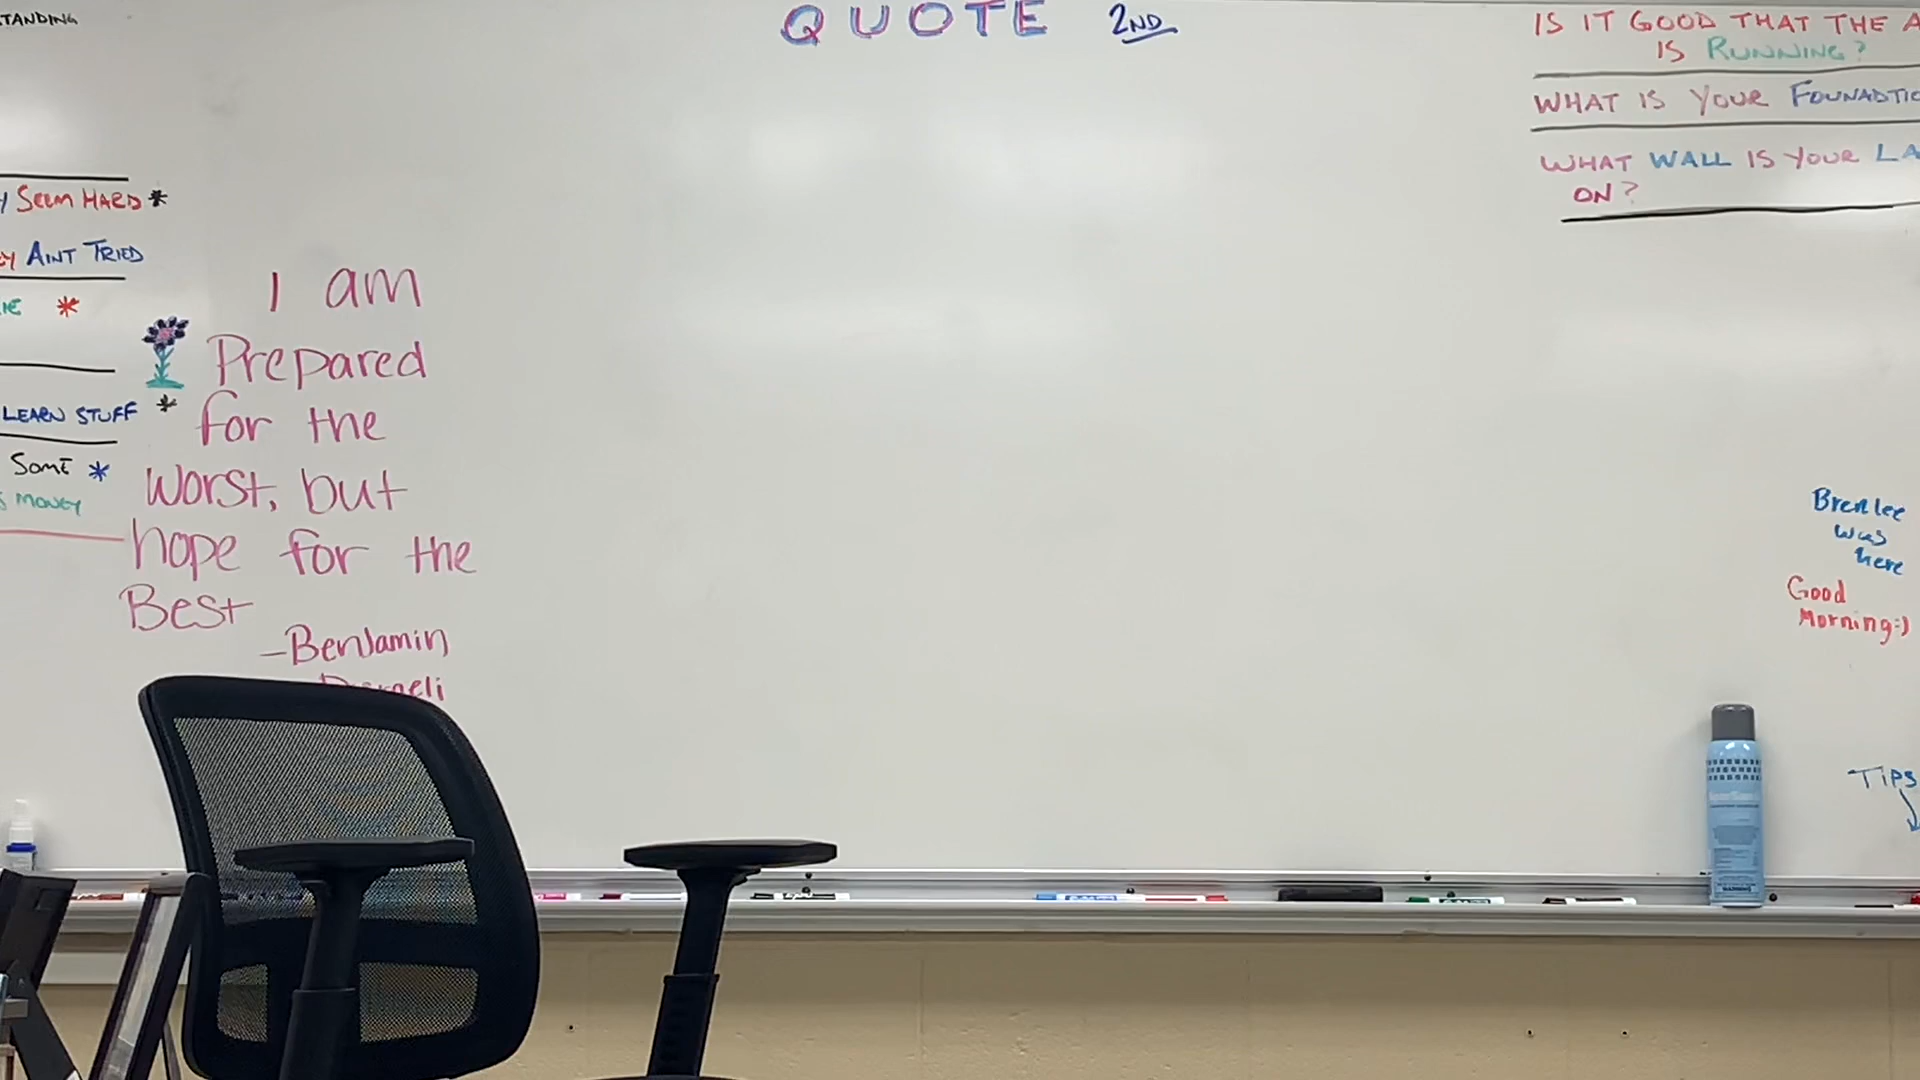 TANDING
SEEM HARD *
AINT TRIED
*
LEARN STUFF *
SOME *
MONEY
QUOTE 2ND
I am
Prepared
for the
Worst, but
hope for the
Best
-Benjamin
IS IT GOOD THAT THE A
IS RUNNING?
WHAT IS YOUR FOUNADTIO
WHAT WALL IS YOUR LA
ON?
Brenlee
was
here
Good
Morning:)
TIPS